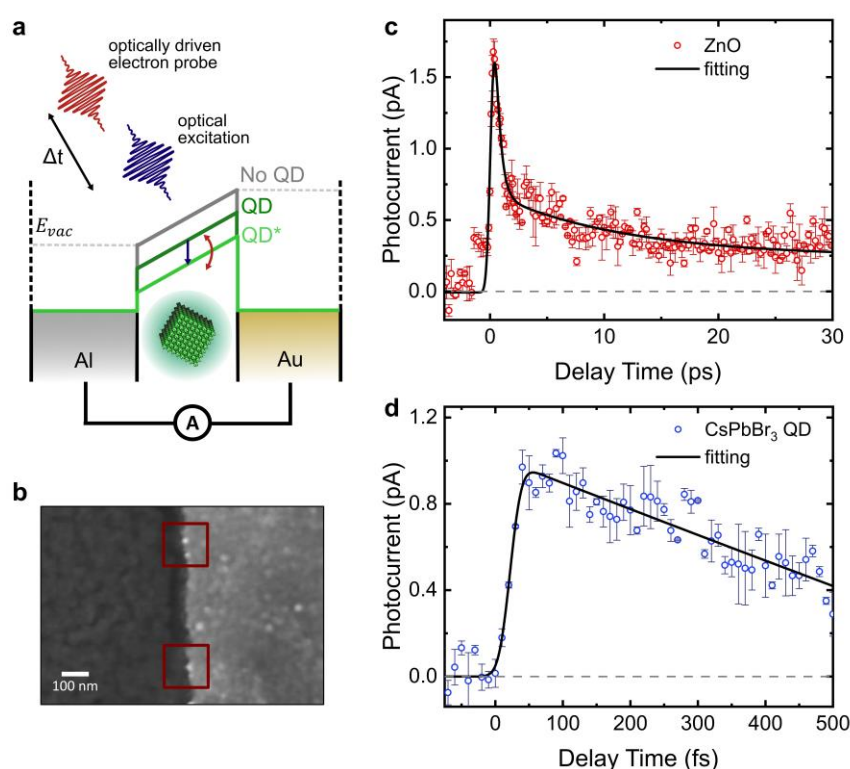 a
optically driven
electron probe
optical
excitation
Δt
No QD
QD
QD*
E_vac
Al
Au
A
b
100 nm
c
ZnO
fitting
Photocurrent (pA)
1.5
1.0
0.5
0.0
0 10 20 30
Delay Time (ps)
d
CsPbBr₃ QD
fitting
Photocurrent (pA)
1.2
0.8
0.4
0.0
0 100 200 300 400 500
Delay Time (fs)